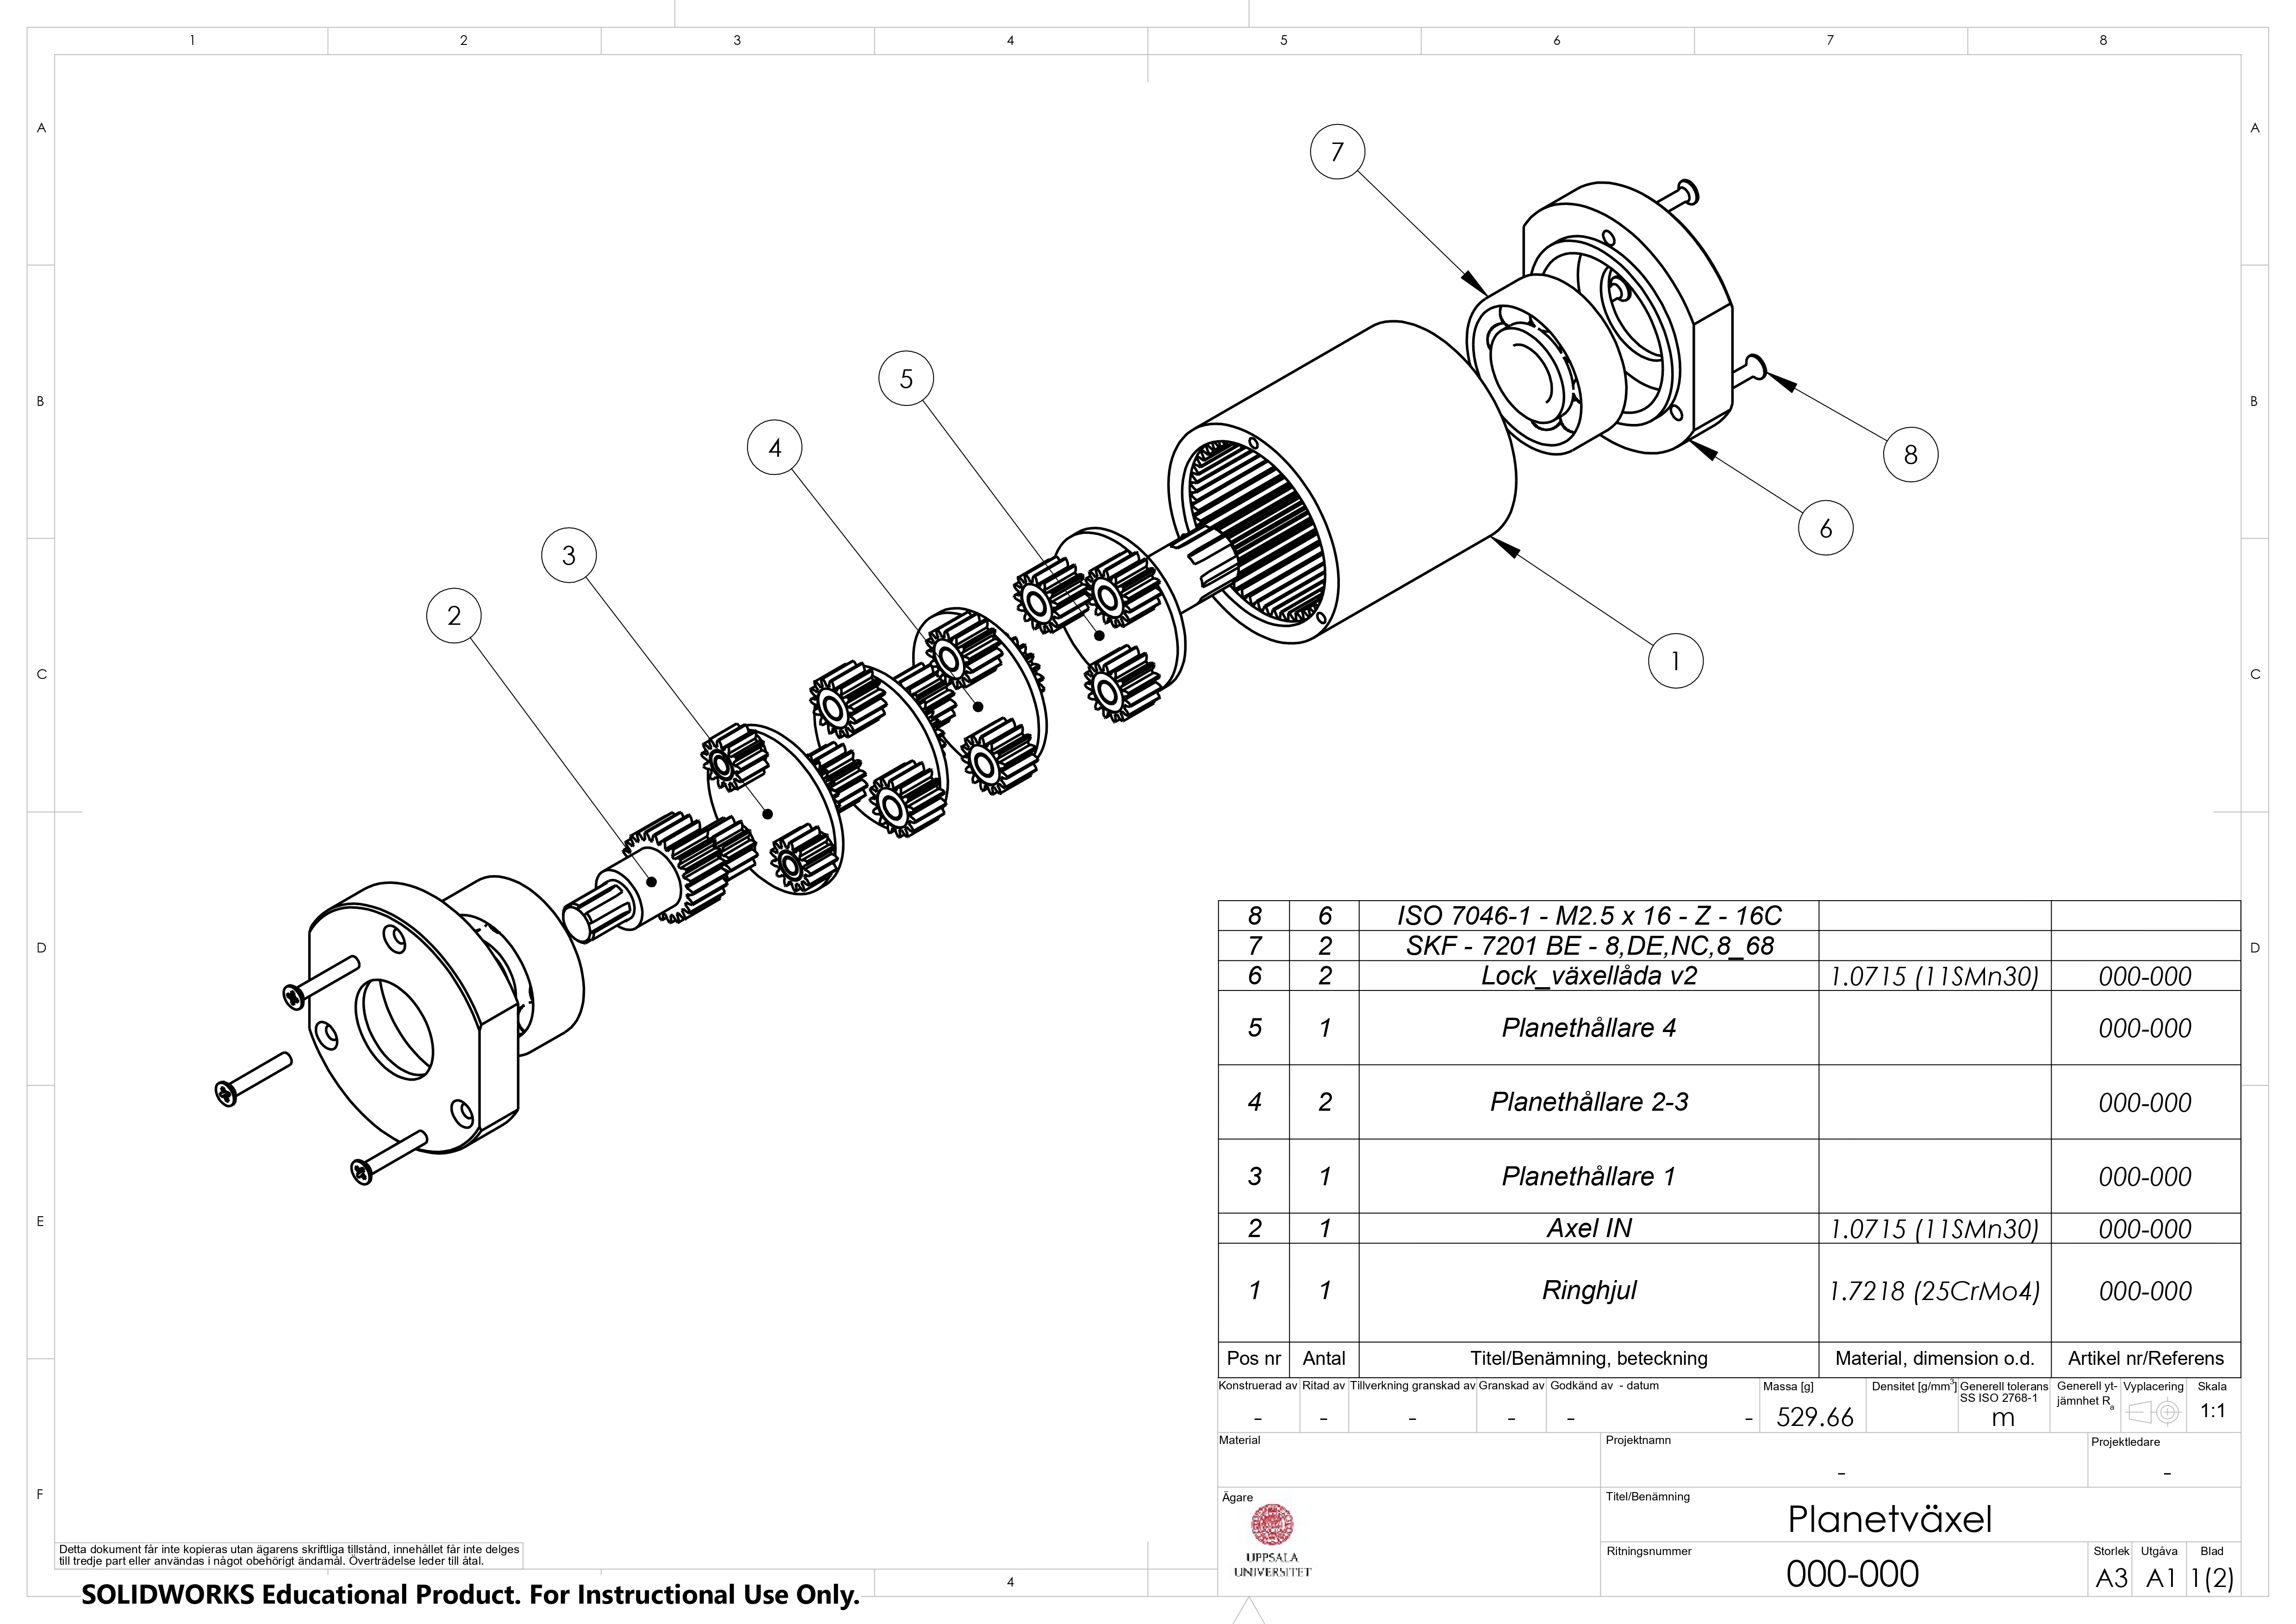 1 2 3 4 5 6 7 8
A A
7
B B
5
8
4
6
3
2
1
C C
D D
8 6 ISO 7046-1 - M2.5 x 16 - Z - 16C
7 2 SKF - 7201 BE - 8,DE,NC,8_68
6 2 Lock_växellåda v2 1.0715 (11SMn30) 000-000
5 1 Planethållare 4 000-000
4 2 Planethållare 2-3 000-000
3 1 Planethållare 1 000-000
2 1 Axel IN 1.0715 (11SMn30) 000-000
1 1 Ringhjul 1.7218 (25CrMo4) 000-000
Pos nr Antal Titel/Benämning, beteckning Material, dimension o.d. Artikel nr/Referens
E
F
Konstruerad av Ritad av Tillverkning granskad av Granskad av Godkänd av - datum Massa [g] Densitet [g/mm³] Generell tolerans SS ISO 2768-1 Generell yt-jämnhet Ra Vyplacering Skala
- - - - - - 529.66 m 1:1
Material Projektnamn Projektledare
- -
Ägare Titel/Benämning
Planetväxel
UPPSALA
UNIVERSITET
Ritningsnummer Storlek Utgåva Blad
000-000 A3 A1 1(2)
Detta dokument får inte kopieras utan ägarens skriftliga tillstånd, innehållet får inte delges
till tredje part eller användas i något obehörigt ändamål. Överträdelse leder till åtal.
4
SOLIDWORKS Educational Product. For Instructional Use Only.